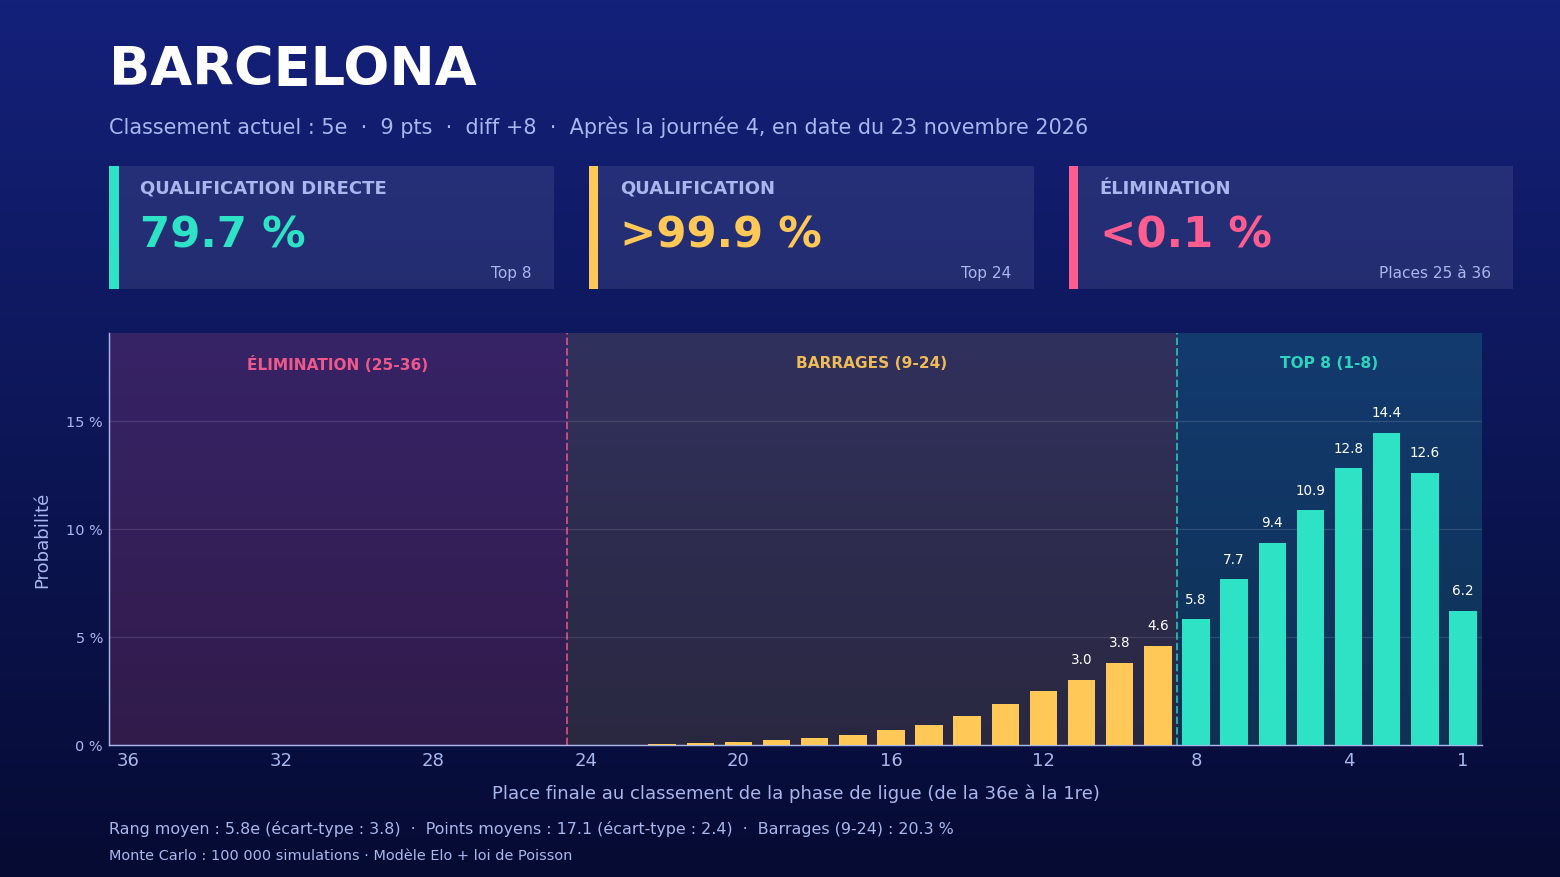 BARCELONA
Classement actuel : 5e · 9 pts · diff +8 · Après la journée 4, en date du 23 novembre 2026
QUALIFICATION DIRECTE
79.7 %
Top 8
QUALIFICATION
>99.9 %
Top 24
ÉLIMINATION
<0.1 %
Places 25 à 36
ÉLIMINATION (25-36)
BARRAGES (9-24)
TOP 8 (1-8)
Probabilité
15 %
10 %
5 %
0 %
3.0
3.8
4.6
5.8
7.7
9.4
10.9
12.8
14.4
12.6
6.2
36 32 28 24 20 16 12 8 4 1
Place finale au classement de la phase de ligue (de la 36e à la 1re)
Rang moyen : 5.8e (écart-type : 3.8) · Points moyens : 17.1 (écart-type : 2.4) · Barrages (9-24) : 20.3 %
Monte Carlo : 100 000 simulations · Modèle Elo + loi de Poisson